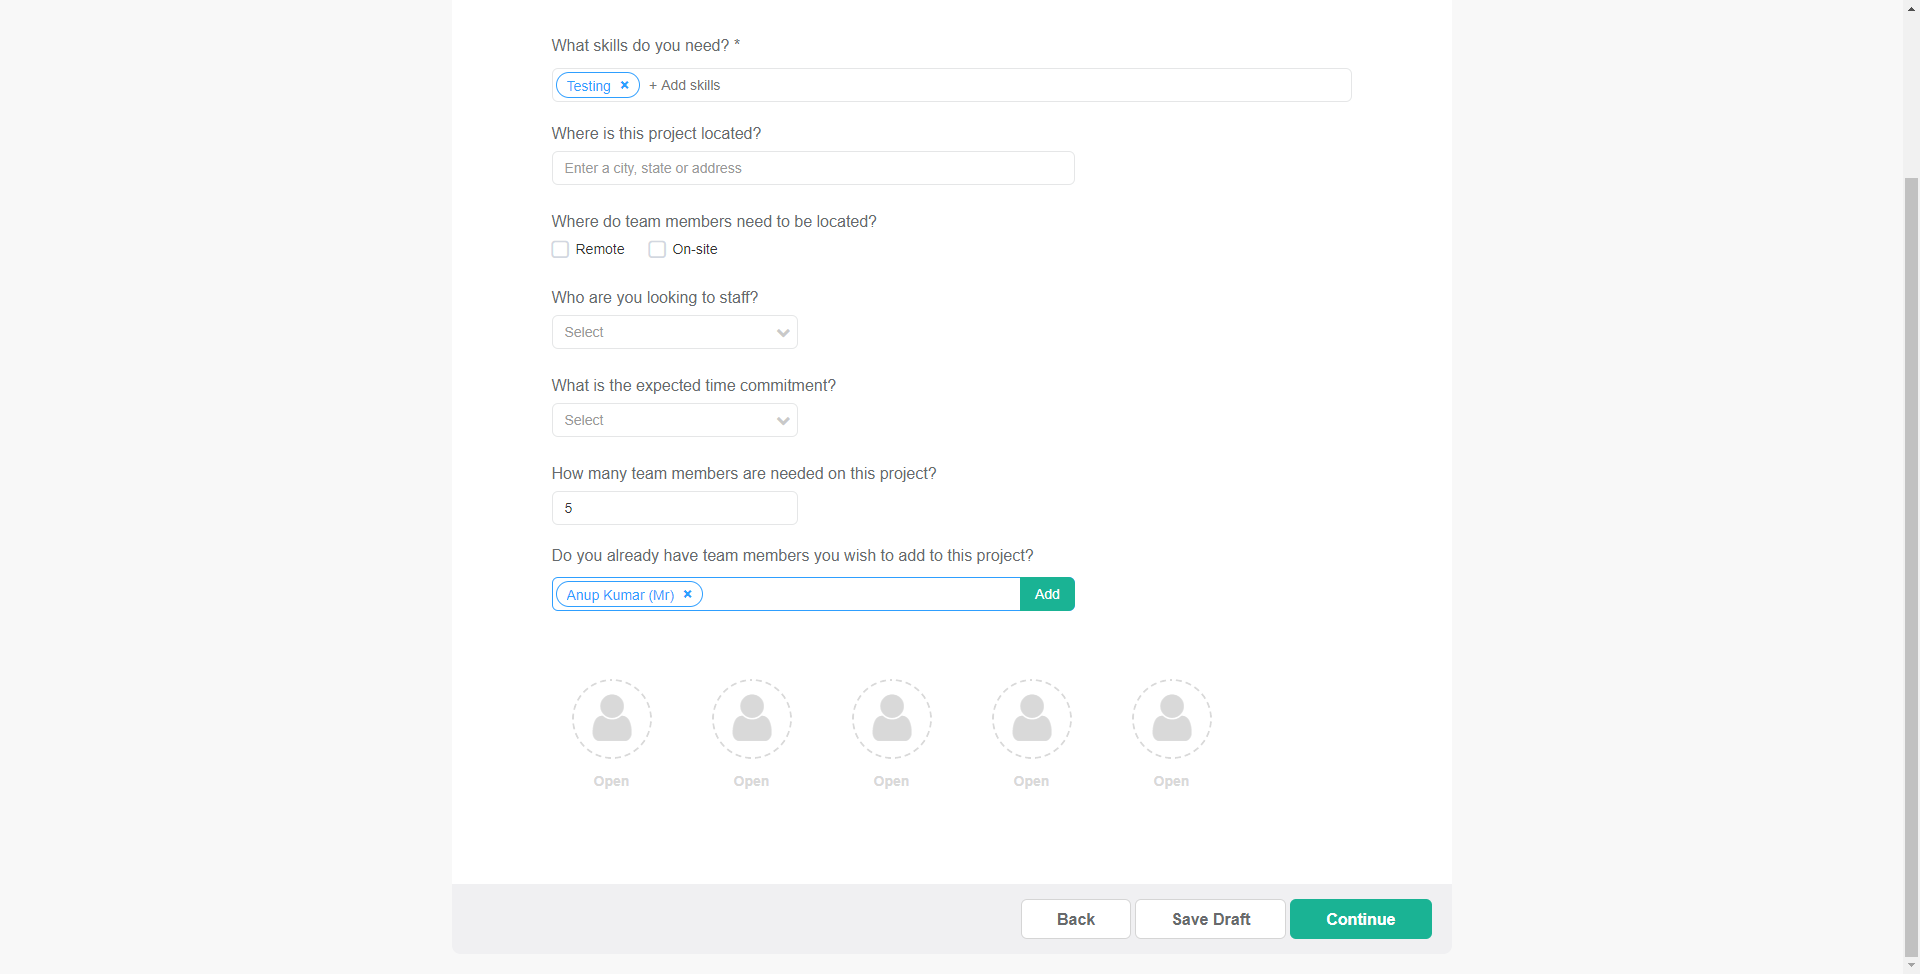 What skills do you need? *
Testing × + Add skills
Where is this project located?
Enter a city, state or address
Where do team members need to be located?
Remote On-site
Who are you looking to staff?
Select
What is the expected time commitment?
Select
How many team members are needed on this project?
5
Do you already have team members you wish to add to this project?
Anup Kumar (Mr) × Add
Open Open Open Open Open
Back Save Draft Continue